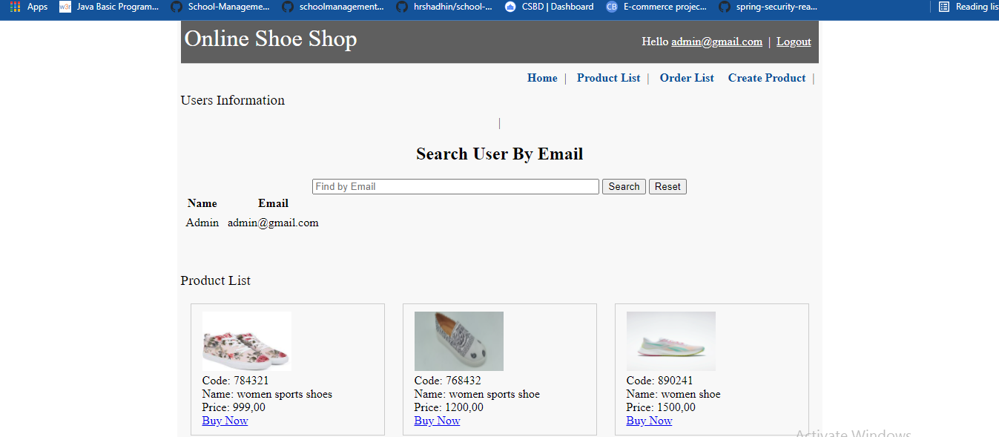 Apps w3r Java Basic Program... School-Manageme... schoolmanagement... hrshadhin/school-... CSBD | Dashboard CB E-commerce projec... spring-security-rea... Reading lis
Online Shoe Shop
Hello admin@gmail.com | Logout
Home | Product List | Order List Create Product |
Users Information
|
Search User By Email
Find by Email Search Reset
Name Email
Admin admin@gmail.com
Product List
Code: 784321
Name: women sports shoes
Price: 999,00
Buy Now
Code: 768432
Name: women sports shoe
Price: 1200,00
Buy Now
Code: 890241
Name: women shoe
Price: 1500,00
Buy Now
Activate Windows